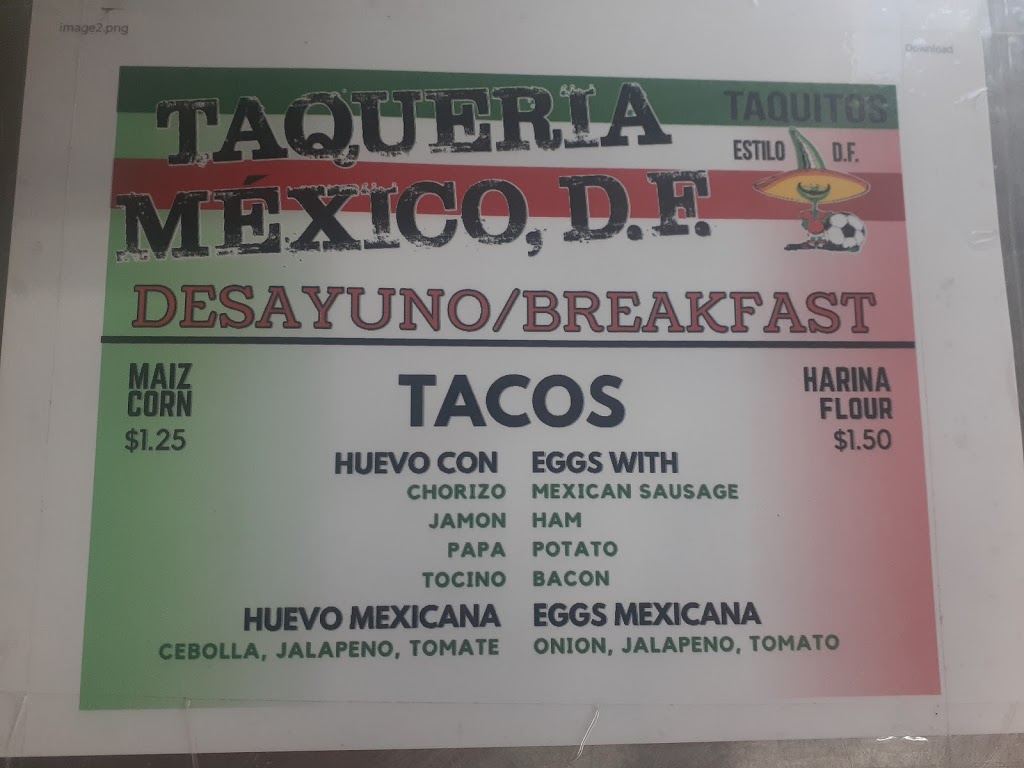 image2.png
Download
TAQUERIA
MÉXICO, D.F.
TAQUITOS
ESTILO D.F.
DESAYUNO/BREAKFAST
MAIZ
CORN
$1.25
TACOS
HARINA
FLOUR
$1.50
HUEVO CON EGGS WITH
CHORIZO MEXICAN SAUSAGE
JAMON HAM
PAPA POTATO
TOCINO BACON
HUEVO MEXICANA EGGS MEXICANA
CEBOLLA, JALAPENO, TOMATE ONION, JALAPENO, TOMATO